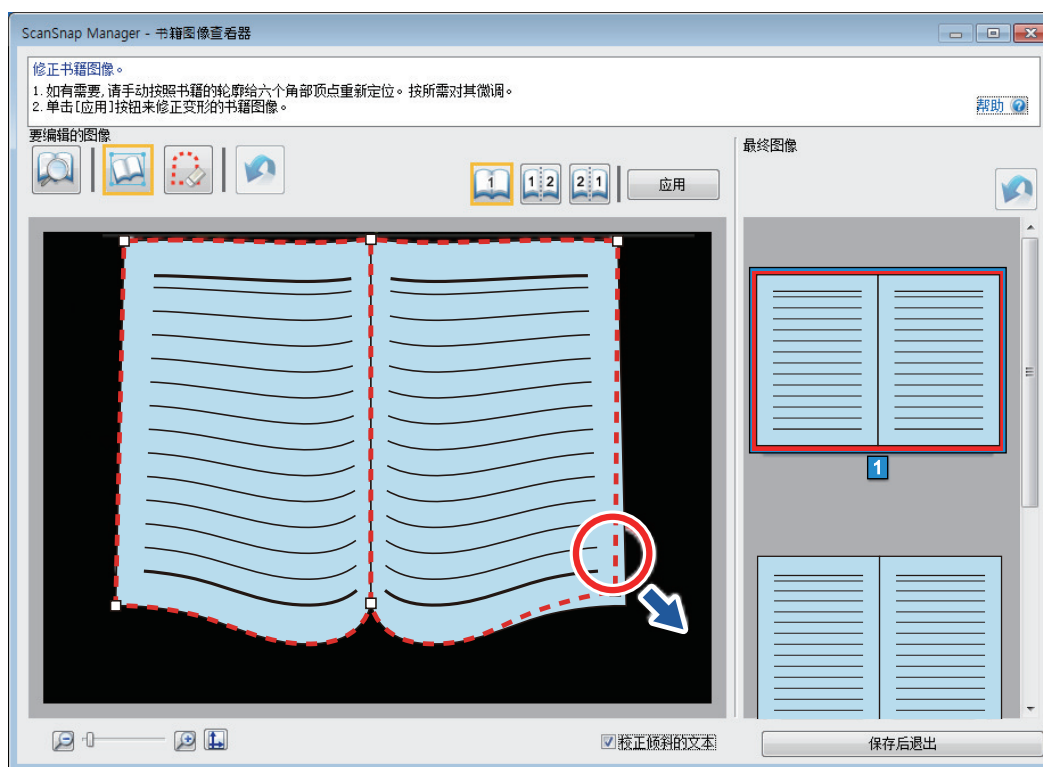 ScanSnap Manager - 书籍图像查看器
修正书籍图像。
1. 如有需要, 请手动按照书籍的轮廓给六个角部顶点重新定位。按所需对其微调。
2. 单击[应用]按钮来修正变形的书籍图像。
帮助 ?
要编辑的图像
最终图像
1
1 2
2 1
应用
1
校正倾斜的文本
保存后退出